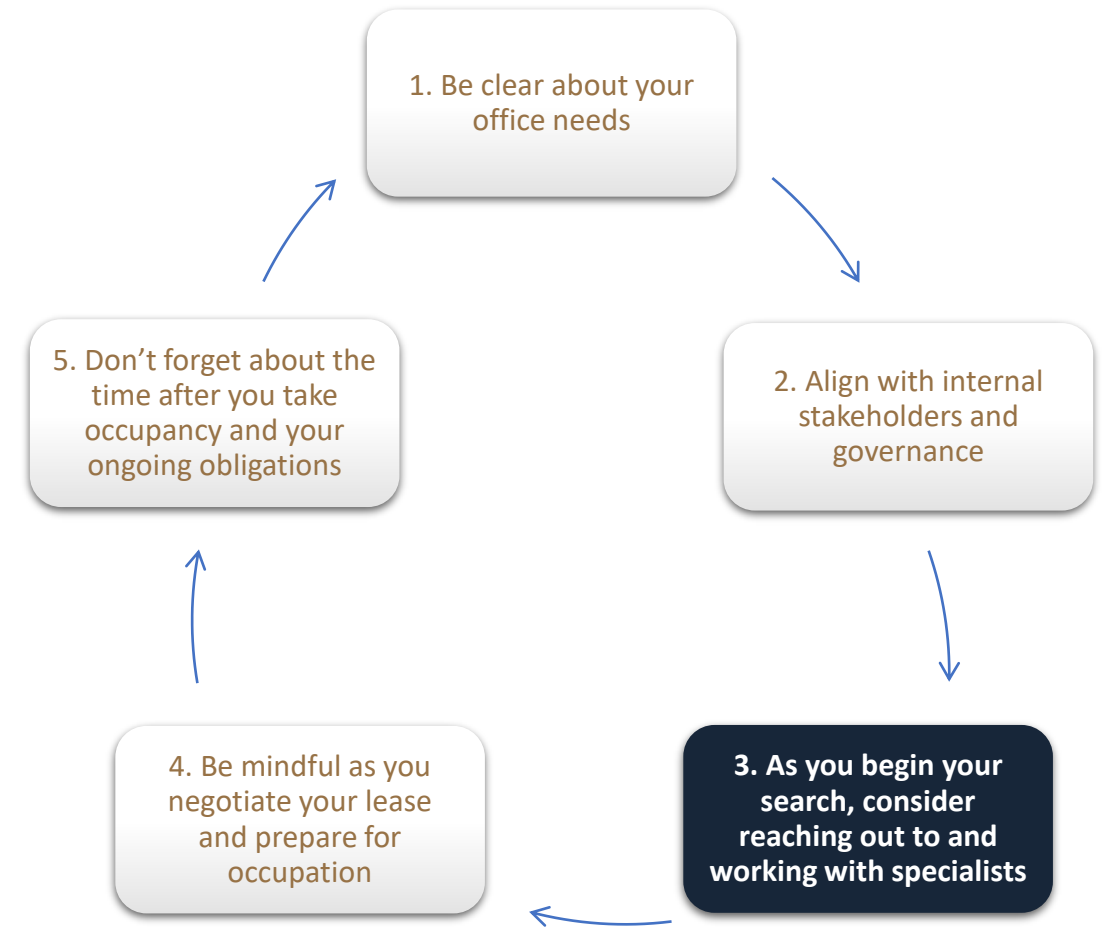 1. Be clear about your
office needs
2. Align with internal
stakeholders and
governance
3. As you begin your
search, consider
reaching out to and
working with specialists
4. Be mindful as you
negotiate your lease
and prepare for
occupation
5. Don’t forget about the
time after you take
occupancy and your
ongoing obligations